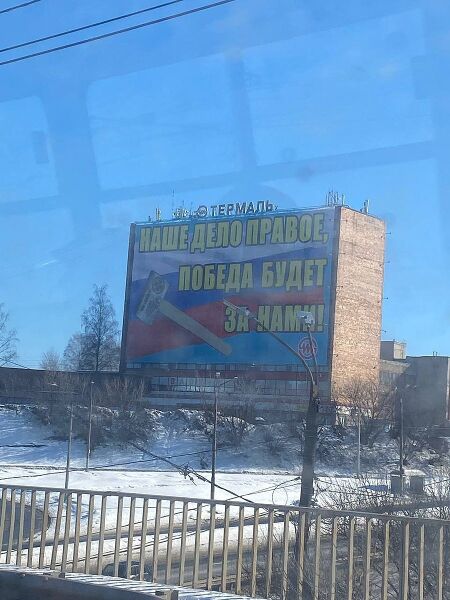 ТЕРМАЛЬ
НАШЕ ДЕЛО ПРАВОЕ,
ПОБЕДА БУДЕТ
ЗА НАМИ!